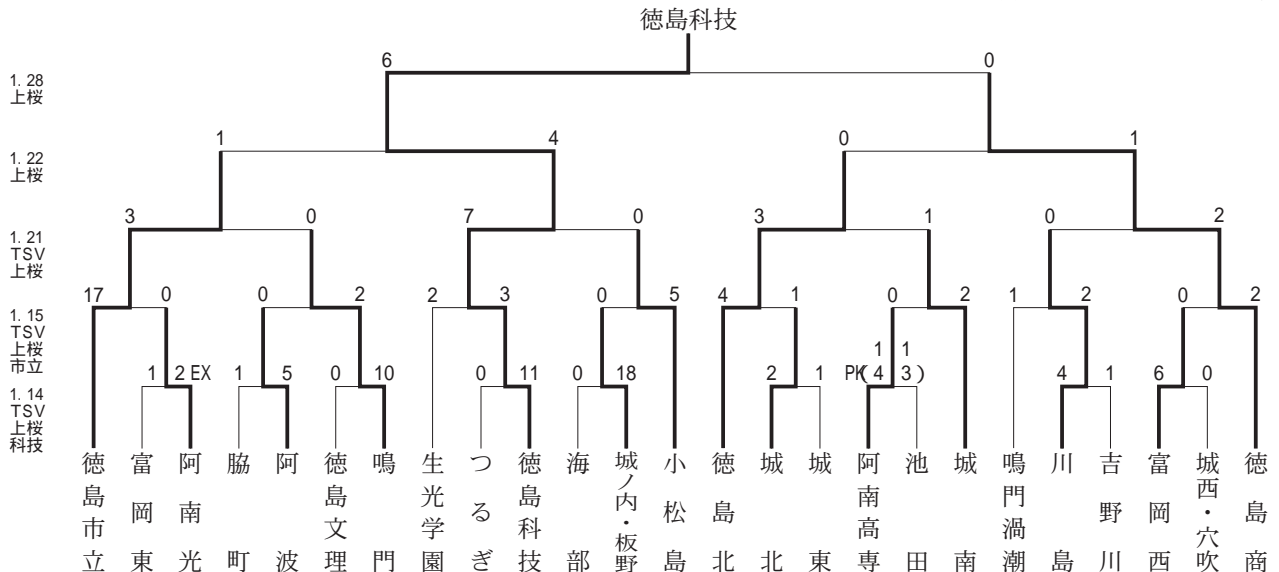 徳島科技
6 0
1.28
上桜
1 4 0 1
1.22
上桜
3 0 7 0 3 1 0 2
1.21
TSV
上桜
17 0 0 2 2 3 0 5 4 1 0 2 1 2 0 2
1.15
TSV
上桜
市立
1 1
1 2 EX 1 5 0 10 0 11 0 18 2 1 PK(4 3) 4 1 6 0
1.14
TSV
上桜
科技
徳島市立
富岡東
阿南光
脇町
阿波
徳島文理
鳴門
生光学園
つるぎ
徳島科技
海部
城ノ内・板野
小松島
徳島北
城北
城東
阿南高専
池田
城南
鳴門渦潮
川島
吉野川
富岡西
城西・穴吹
徳島商